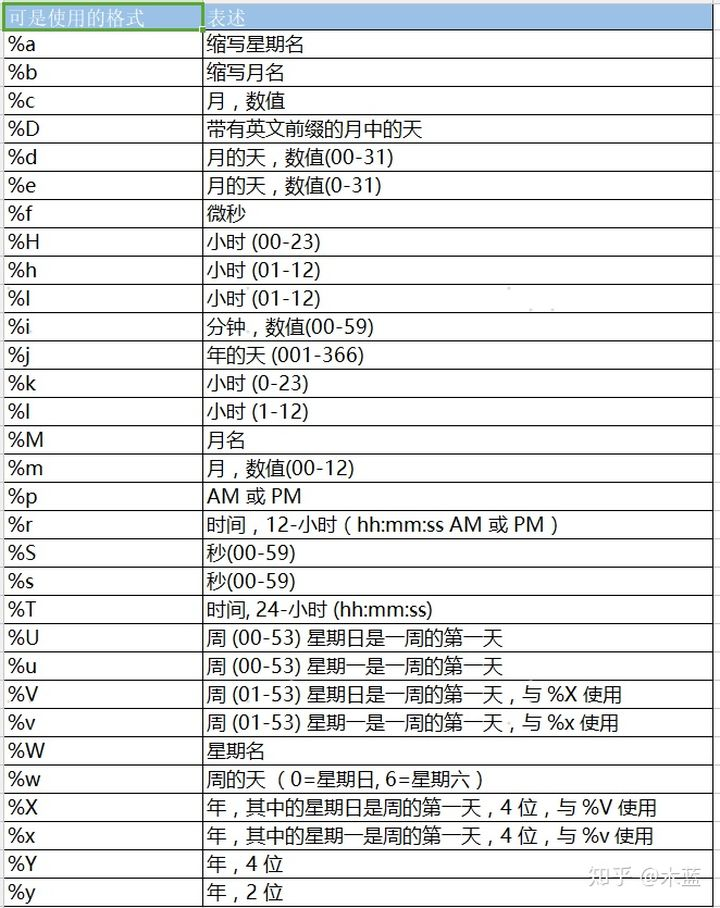 可是使用的格式 表述
%a 缩写星期名
%b 缩写月名
%c 月，数值
%D 带有英文前缀的月中的天
%d 月的天，数值(00-31)
%e 月的天，数值(0-31)
%f 微秒
%H 小时 (00-23)
%h 小时 (01-12)
%I 小时 (01-12)
%i 分钟，数值(00-59)
%j 年的天 (001-366)
%k 小时 (0-23)
%l 小时 (1-12)
%M 月名
%m 月，数值(00-12)
%p AM 或 PM
%r 时间，12-小时（hh:mm:ss AM 或 PM）
%S 秒(00-59)
%s 秒(00-59)
%T 时间, 24-小时 (hh:mm:ss)
%U 周 (00-53) 星期日是一周的第一天
%u 周 (00-53) 星期一是一周的第一天
%V 周 (01-53) 星期日是一周的第一天，与 %X 使用
%v 周 (01-53) 星期一是一周的第一天，与 %x 使用
%W 星期名
%w 周的天 （0=星期日, 6=星期六）
%X 年，其中的星期日是周的第一天，4 位，与 %V 使用
%x 年，其中的星期一是周的第一天，4 位，与 %v 使用
%Y 年，4 位
%y 年，2 位
知乎 @木蓝